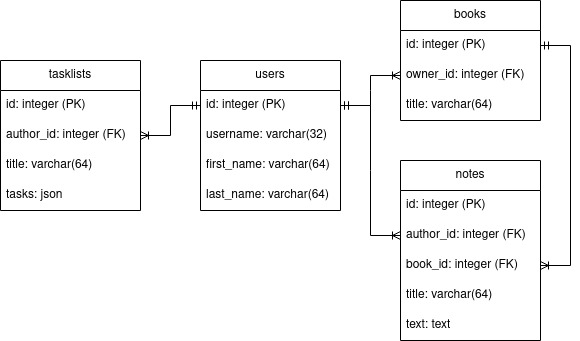 tasklists
id: integer (PK)
author_id: integer (FK)
title: varchar(64)
tasks: json
users
id: integer (PK)
username: varchar(32)
first_name: varchar(64)
last_name: varchar(64)
books
id: integer (PK)
owner_id: integer (FK)
title: varchar(64)
notes
id: integer (PK)
author_id: integer (FK)
book_id: integer (FK)
title: varchar(64)
text: text